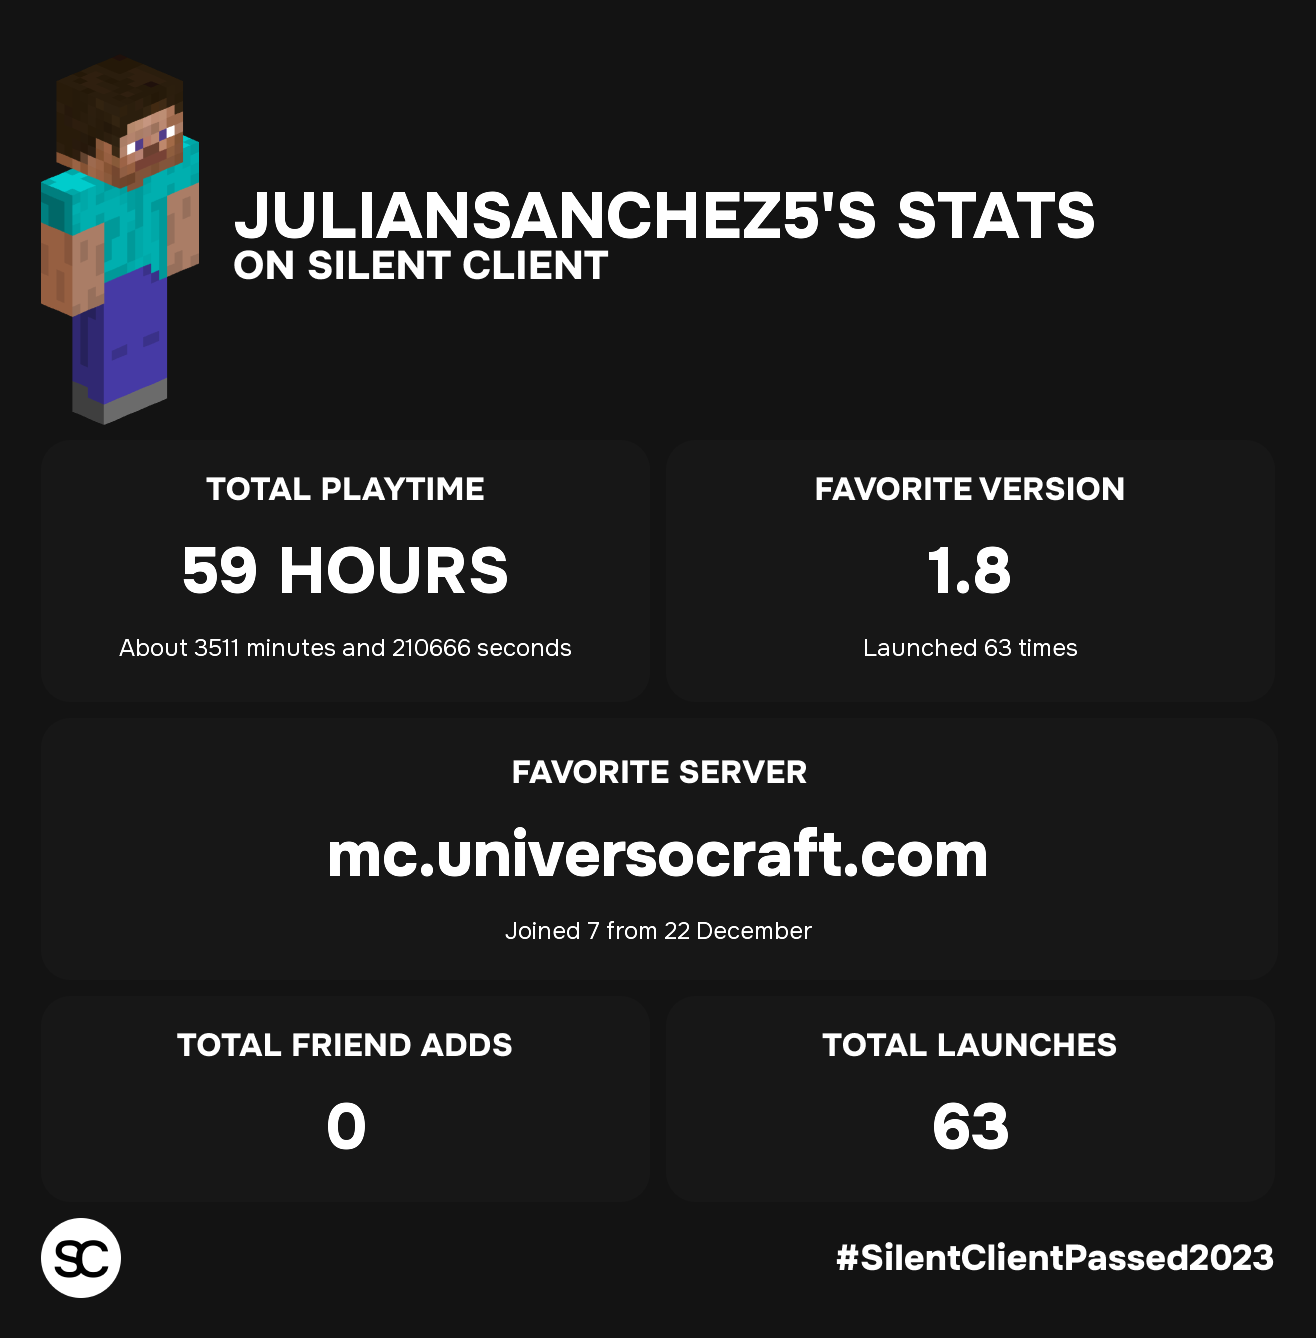 JULIANSANCHEZ5'S STATS
ON SILENT CLIENT
TOTAL PLAYTIME
59 HOURS
About 3511 minutes and 210666 seconds
FAVORITE VERSION
1.8
Launched 63 times
FAVORITE SERVER
mc.universocraft.com
Joined 7 from 22 December
TOTAL FRIEND ADDS
0
TOTAL LAUNCHES
63
SC
#SilentClientPassed2023